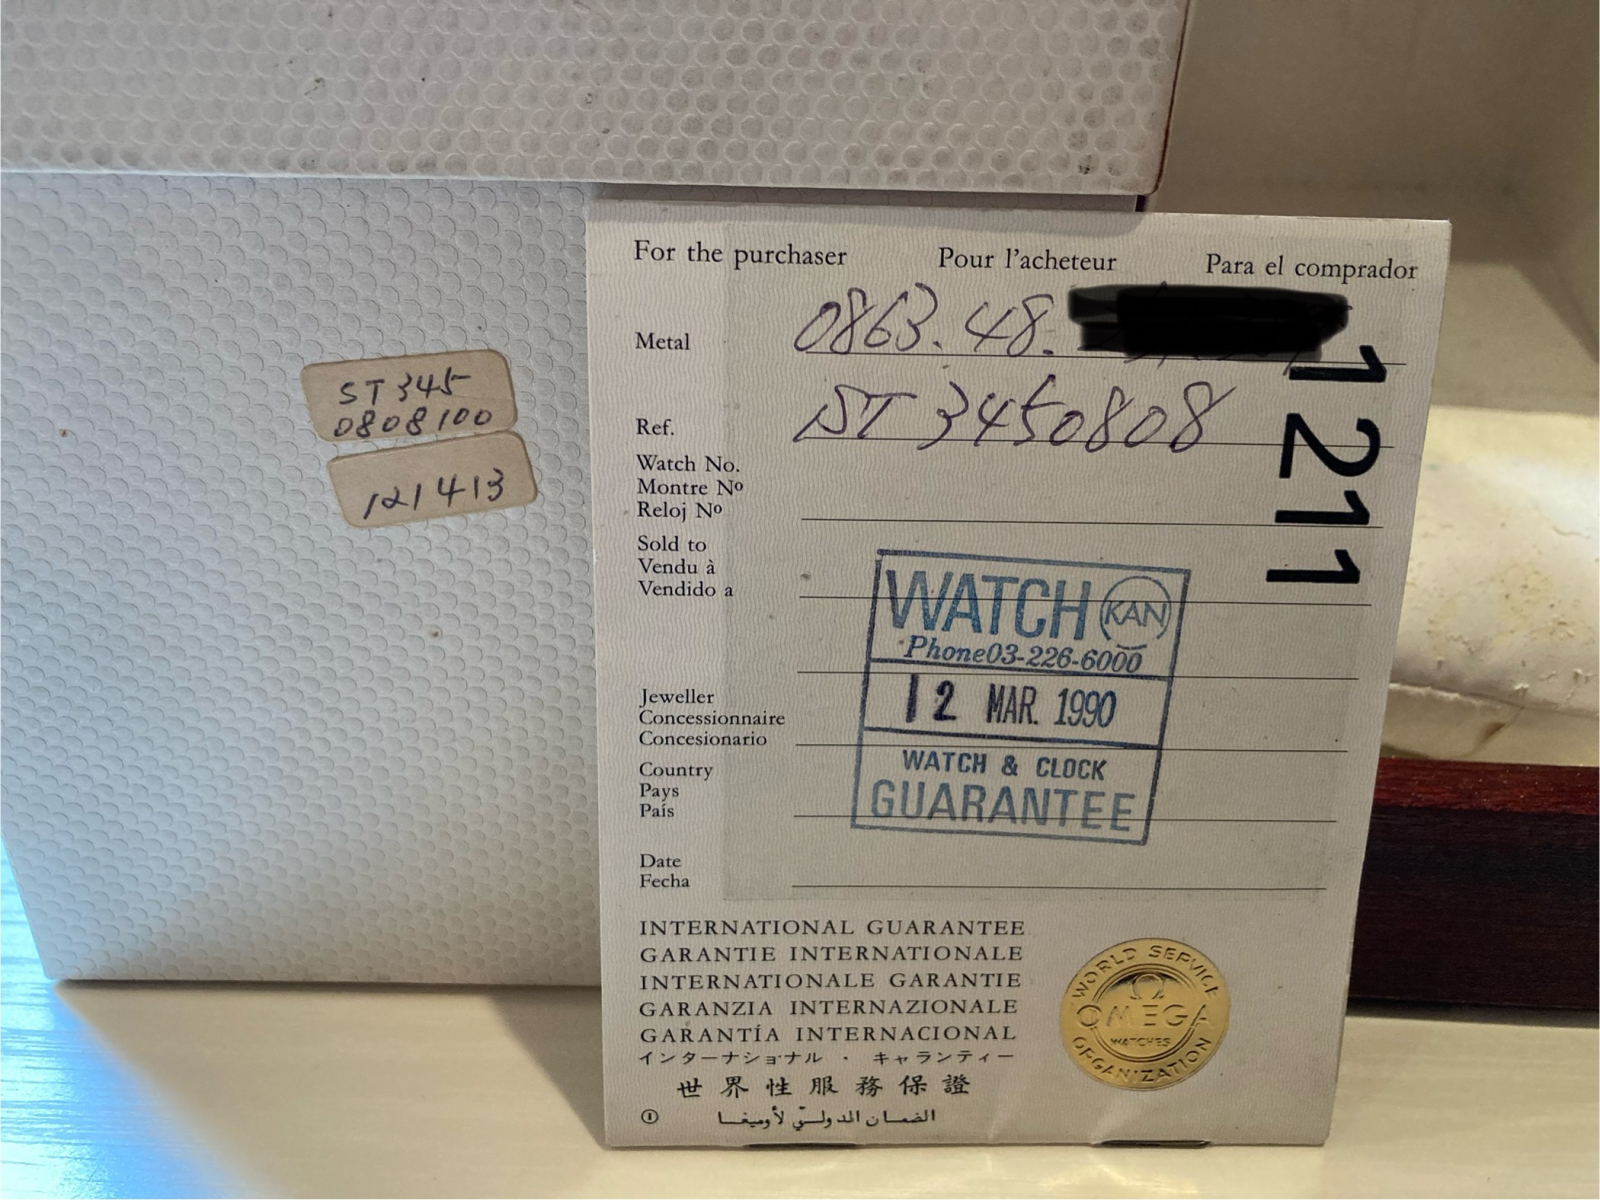 ST345
0808100
121413
For the purchaser Pour l'acheteur Para el comprador
Metal 0863.48.
Ref. ST 3450808
1211
Watch No.
Montre Nº
Reloj Nº
Sold to
Vendu à
Vendido a
WATCH KAN
Phone03-226-6000
12 MAR. 1990
WATCH & CLOCK
GUARANTEE
Jeweller
Concessionnaire
Concesionario
Country
Pays
País
Date
Fecha
INTERNATIONAL GUARANTEE
GARANTIE INTERNATIONALE
INTERNATIONALE GARANTIE
GARANZIA INTERNAZIONALE
GARANTÍA INTERNACIONAL
インターナショナル・キャランティー
世界性服務保證
الضمان الدولي لأوميغا
WORLD SERVICE
Ω
OMEGA
WATCHES
ORGANIZATION